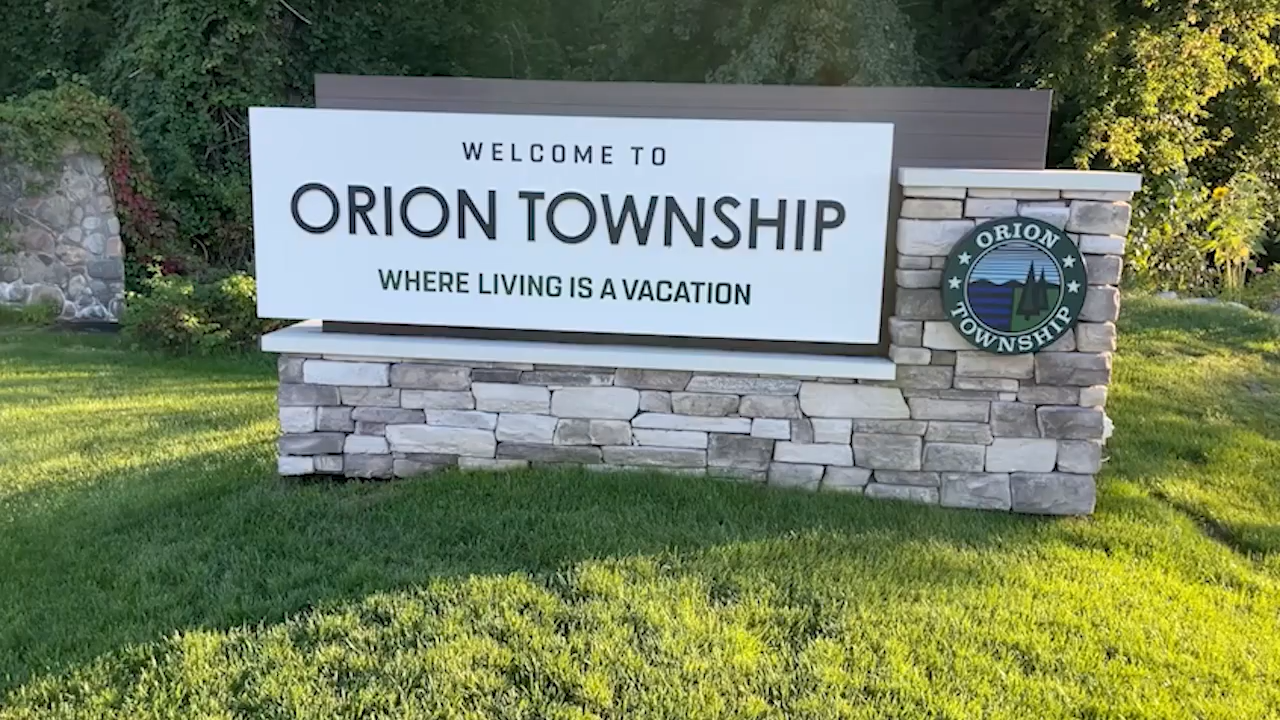 WELCOME TO
ORION TOWNSHIP
WHERE LIVING IS A VACATION
ORION
TOWNSHIP